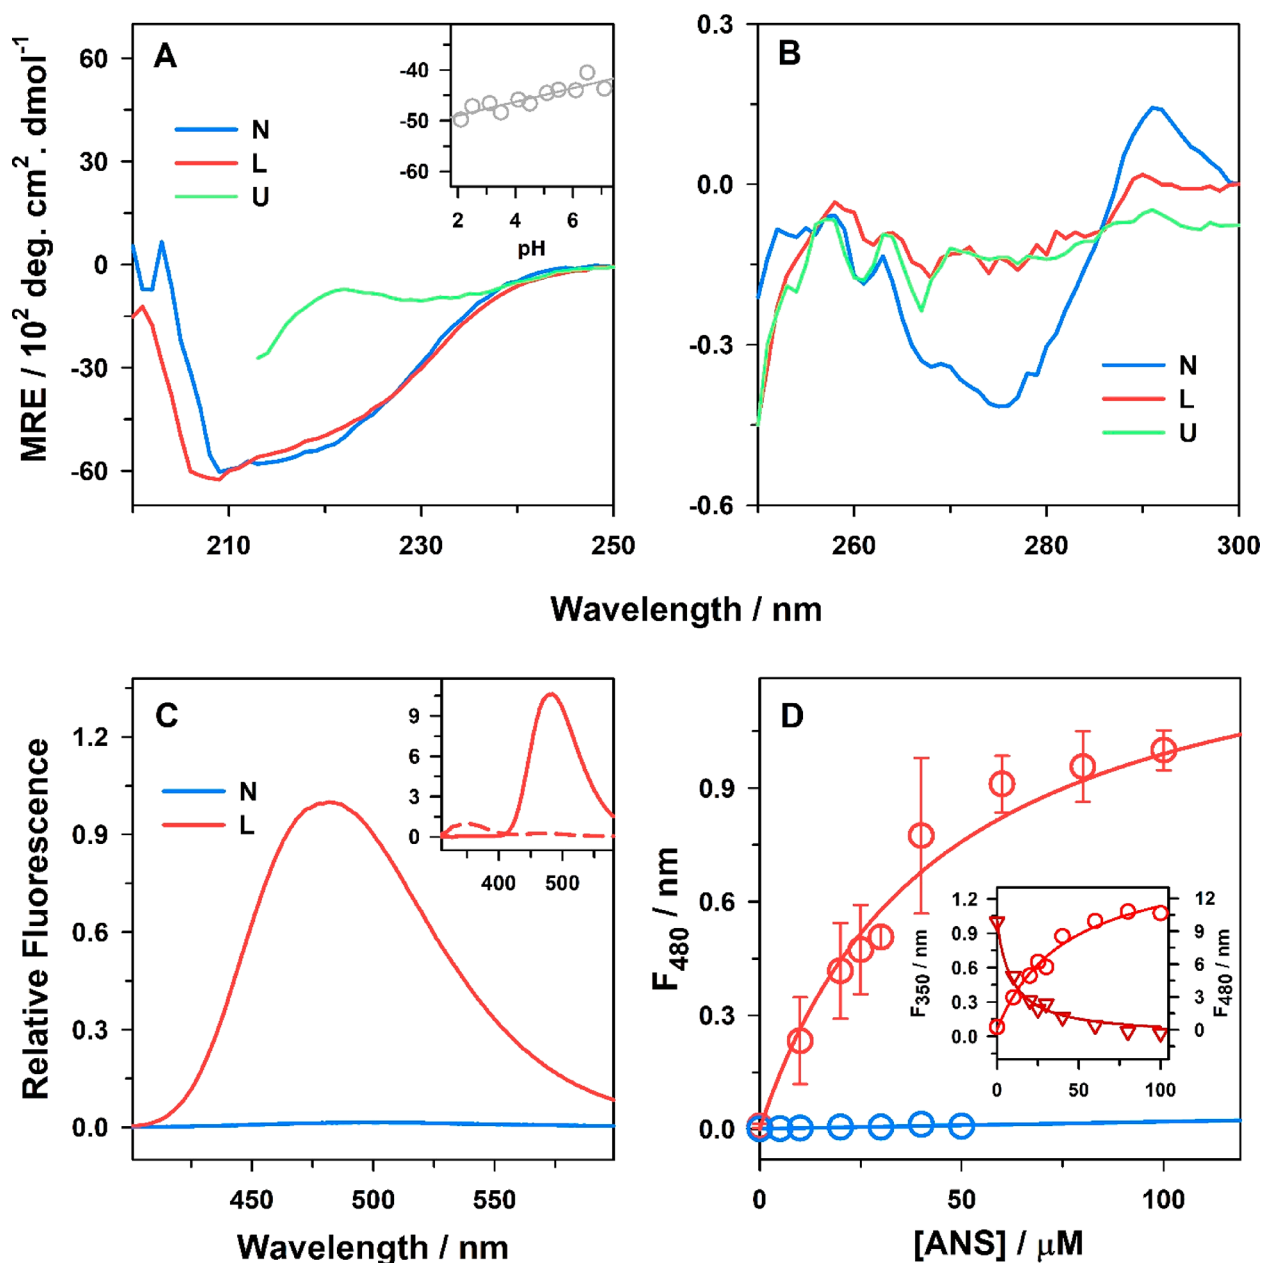 A
MRE / 10² deg. cm². dmol⁻¹
60
30
0
-30
-60
N
L
U
-40
-50
-60
2 4 6
pH
210 230 250
B
0.3
0.0
-0.3
-0.6
N
L
U
260 280 300
Wavelength / nm
C
Relative Fluorescence
1.2
0.9
0.6
0.3
0.0
N
L
9
6
3
0
400 500
450 500 550
Wavelength / nm
D
F480 / nm
0.9
0.6
0.3
0.0
F350 / nm
1.2
0.9
0.6
0.3
0.0
12
9
6
3
0
F480 / nm
0 50 100
0 50 100
[ANS] / μM